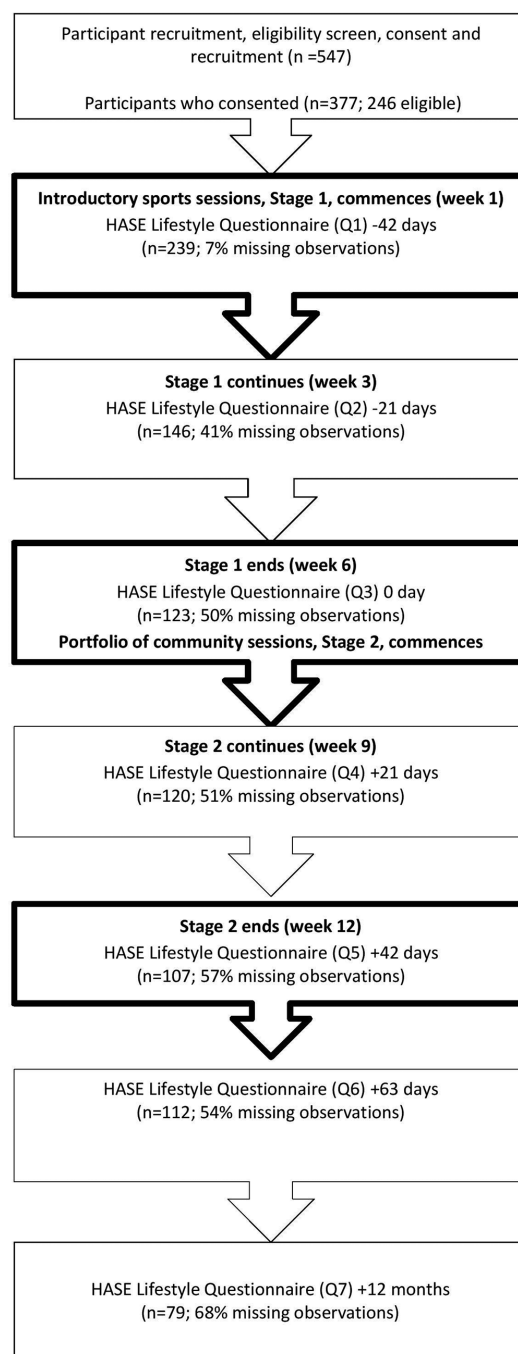 Participant recruitment, eligibility screen, consent and
recruitment (n =547)
Participants who consented (n=377; 246 eligible)
Introductory sports sessions, Stage 1, commences (week 1)
HASE Lifestyle Questionnaire (Q1) -42 days
(n=239; 7% missing observations)
Stage 1 continues (week 3)
HASE Lifestyle Questionnaire (Q2) -21 days
(n=146; 41% missing observations)
Stage 1 ends (week 6)
HASE Lifestyle Questionnaire (Q3) 0 day
(n=123; 50% missing observations)
Portfolio of community sessions, Stage 2, commences
Stage 2 continues (week 9)
HASE Lifestyle Questionnaire (Q4) +21 days
(n=120; 51% missing observations)
Stage 2 ends (week 12)
HASE Lifestyle Questionnaire (Q5) +42 days
(n=107; 57% missing observations)
HASE Lifestyle Questionnaire (Q6) +63 days
(n=112; 54% missing observations)
HASE Lifestyle Questionnaire (Q7) +12 months
(n=79; 68% missing observations)